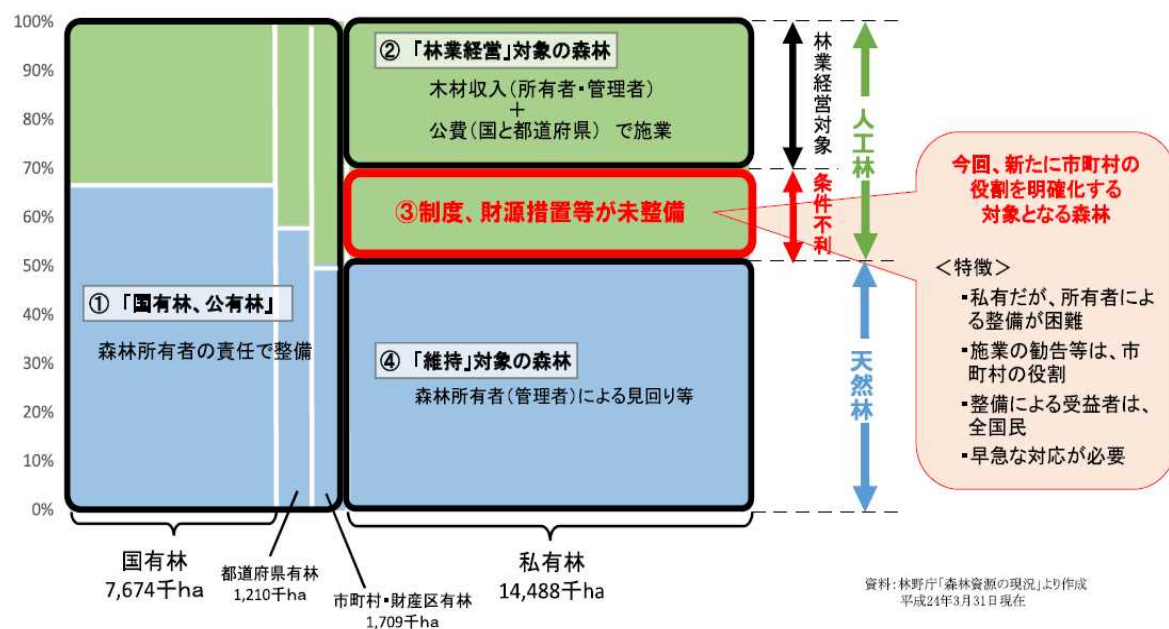 100%
90%
80%
70%
60%
50%
40%
30%
20%
10%
0%
① 「国有林、公有林」
森林所有者の責任で整備
② 「林業経営」対象の森林
木材収入（所有者・管理者）
＋
公費（国と都道府県） で施業
③制度、財源措置等が未整備
④ 「維持」対象の森林
森林所有者（管理者）による見回り等
林業経営対象
条件不利
人工林
天然林
今回、新たに市町村の
役割を明確化する
対象となる森林
＜特徴＞
・私有だが、所有者によ
る整備が困難
・施業の勧告等は、市
町村の役割
・整備による受益者は、
全国民
・早急な対応が必要
国有林
7,674千ha
都道府県有林
1,210千ha
市町村・財産区有林
1,709千ha
私有林
14,488千ha
資料：林野庁「森林資源の現況」より作成
平成24年3月31日現在